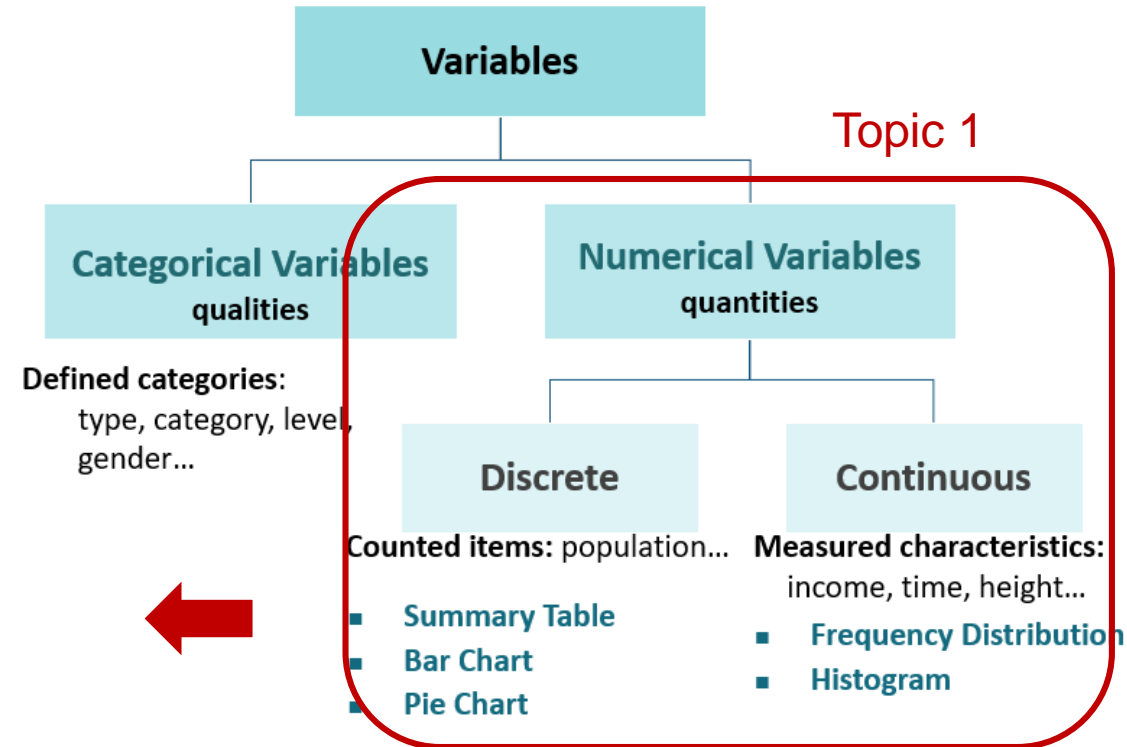 Variables
Topic 1
Categorical Variables
qualities
Numerical Variables
quantities
Defined categories:
type, category, level,
gender…
Discrete
Continuous
Counted items: population…
Measured characteristics:
income, time, height…
▪ Summary Table
▪ Bar Chart
▪ Pie Chart
▪ Frequency Distribution
▪ Histogram